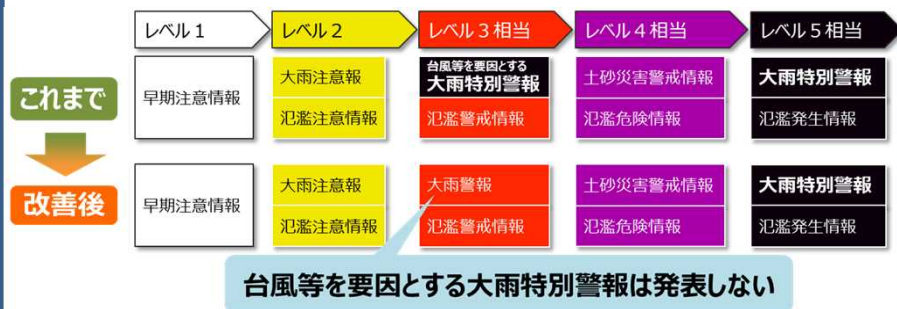 レベル1
レベル2
レベル3相当
レベル4相当
レベル5相当
これまで
早期注意情報
大雨注意報
氾濫注意情報
台風等を要因とする
大雨特別警報
氾濫警戒情報
土砂災害警戒情報
氾濫危険情報
大雨特別警報
氾濫発生情報
改善後
早期注意情報
大雨注意報
氾濫注意情報
大雨警報
氾濫警戒情報
土砂災害警戒情報
氾濫危険情報
大雨特別警報
氾濫発生情報
台風等を要因とする大雨特別警報は発表しない